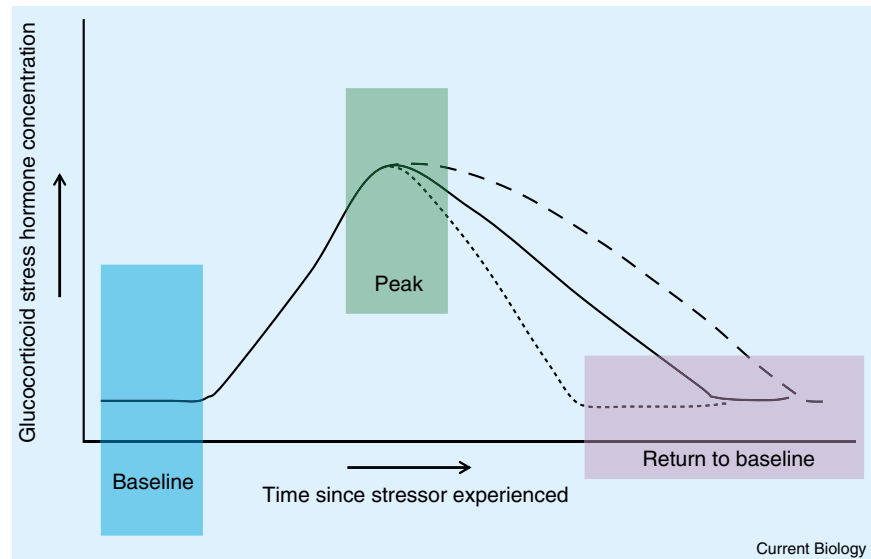 Glucocorticoid stress hormone concentration
Peak
Baseline
Return to baseline
Time since stressor experienced
Current Biology